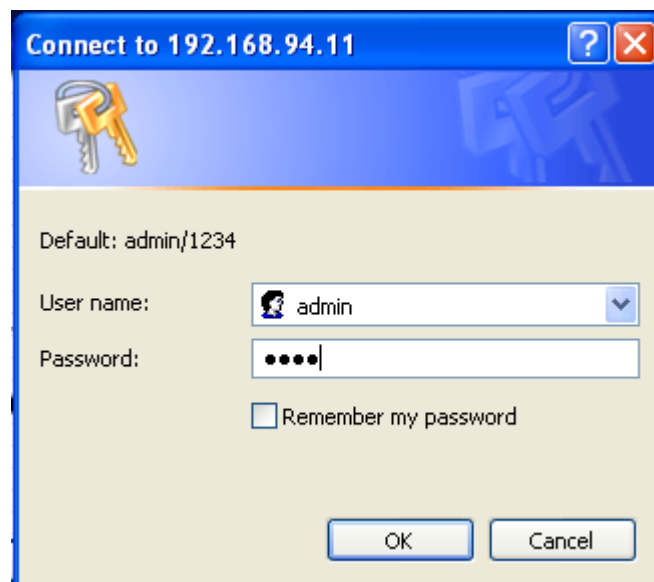 Connect to 192.168.94.11
Default: admin/1234
User name: admin
Password: ••••
Remember my password
OK Cancel